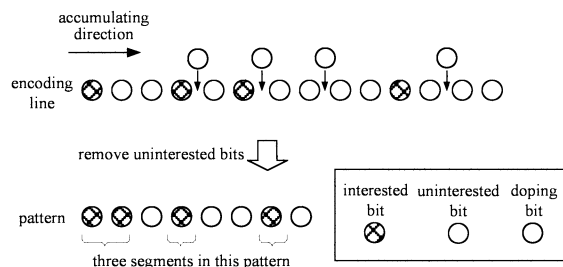 accumulating
direction
encoding
line
remove uninterested bits
pattern
three segments in this pattern
interested
bit
uninterested
bit
doping
bit